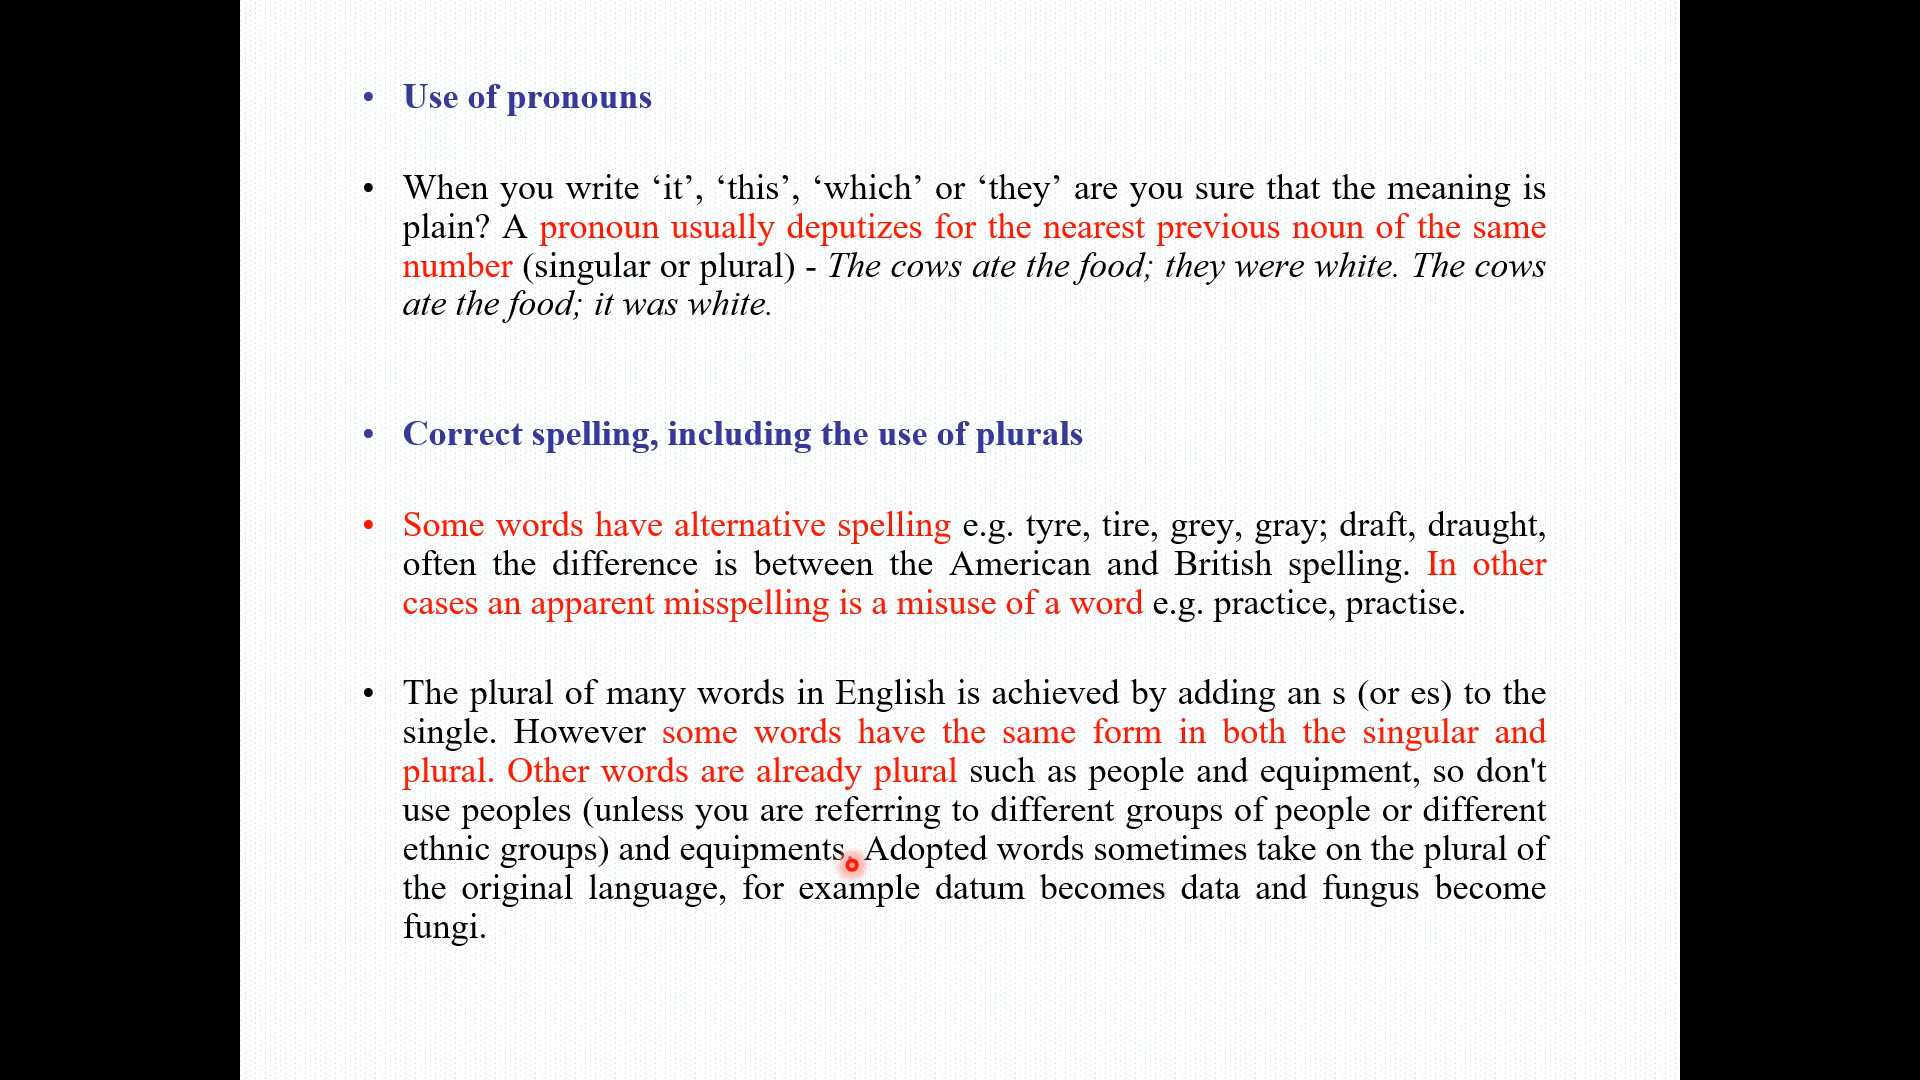 • Use of pronouns
• When you write ‘it’, ‘this’, ‘which’ or ‘they’ are you sure that the meaning is
plain? A pronoun usually deputizes for the nearest previous noun of the same
number (singular or plural) - The cows ate the food; they were white. The cows
ate the food; it was white.
• Correct spelling, including the use of plurals
• Some words have alternative spelling e.g. tyre, tire, grey, gray; draft, draught,
often the difference is between the American and British spelling. In other
cases an apparent misspelling is a misuse of a word e.g. practice, practise.
• The plural of many words in English is achieved by adding an s (or es) to the
single. However some words have the same form in both the singular and
plural. Other words are already plural such as people and equipment, so don't
use peoples (unless you are referring to different groups of people or different
ethnic groups) and equipments. Adopted words sometimes take on the plural of
the original language, for example datum becomes data and fungus become
fungi.